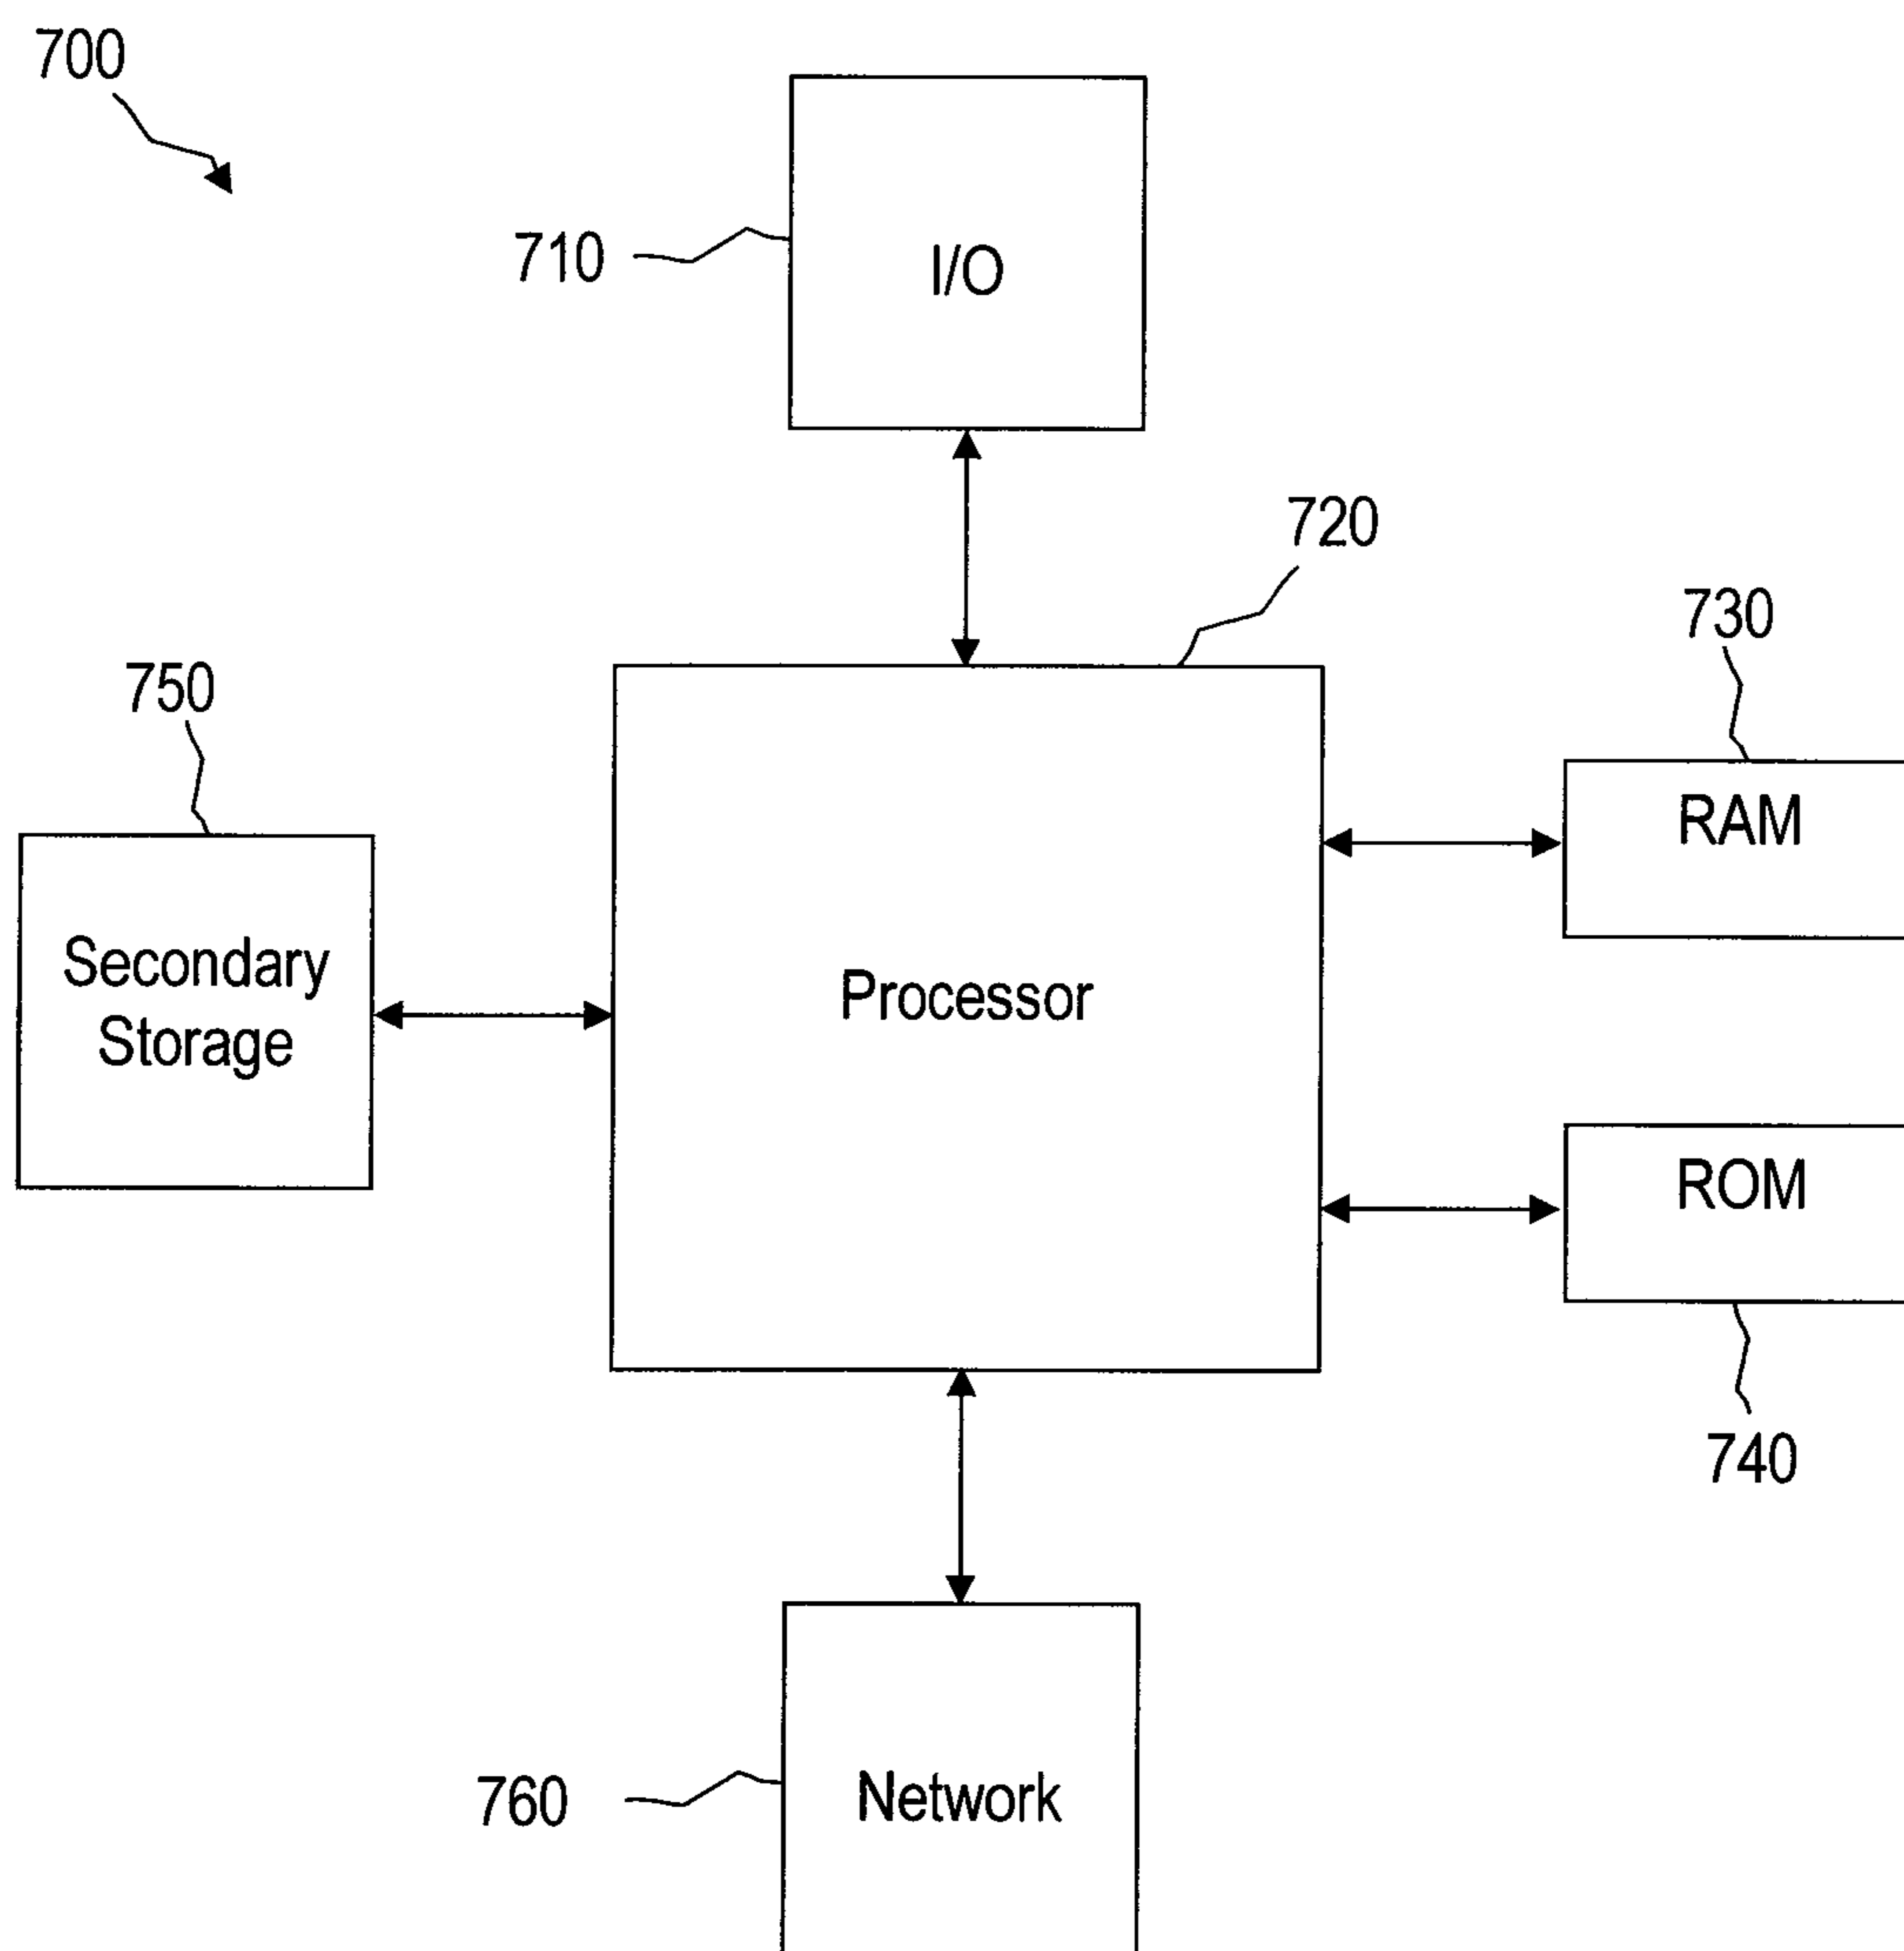 700
710
I/O
720
730
750
RAM
Secondary
Storage
Processor
ROM
740
760
Network